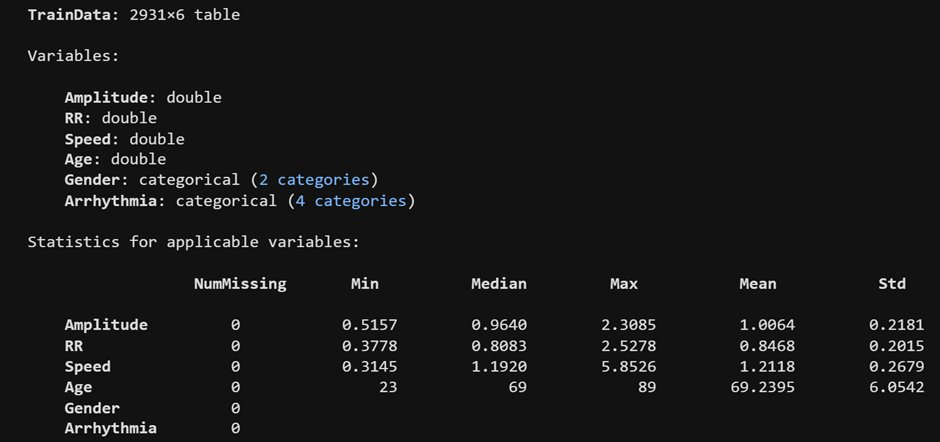 TrainData: 2931×6 table
Variables:
Amplitude: double
RR: double
Speed: double
Age: double
Gender: categorical (2 categories)
Arrhythmia: categorical (4 categories)
Statistics for applicable variables:
NumMissing Min Median Max Mean Std
Amplitude 0 0.5157 0.9640 2.3085 1.0064 0.2181
RR 0 0.3778 0.8083 2.5278 0.8468 0.2015
Speed 0 0.3145 1.1920 5.8526 1.2118 0.2679
Age 0 23 69 89 69.2395 6.0542
Gender 0
Arrhythmia 0